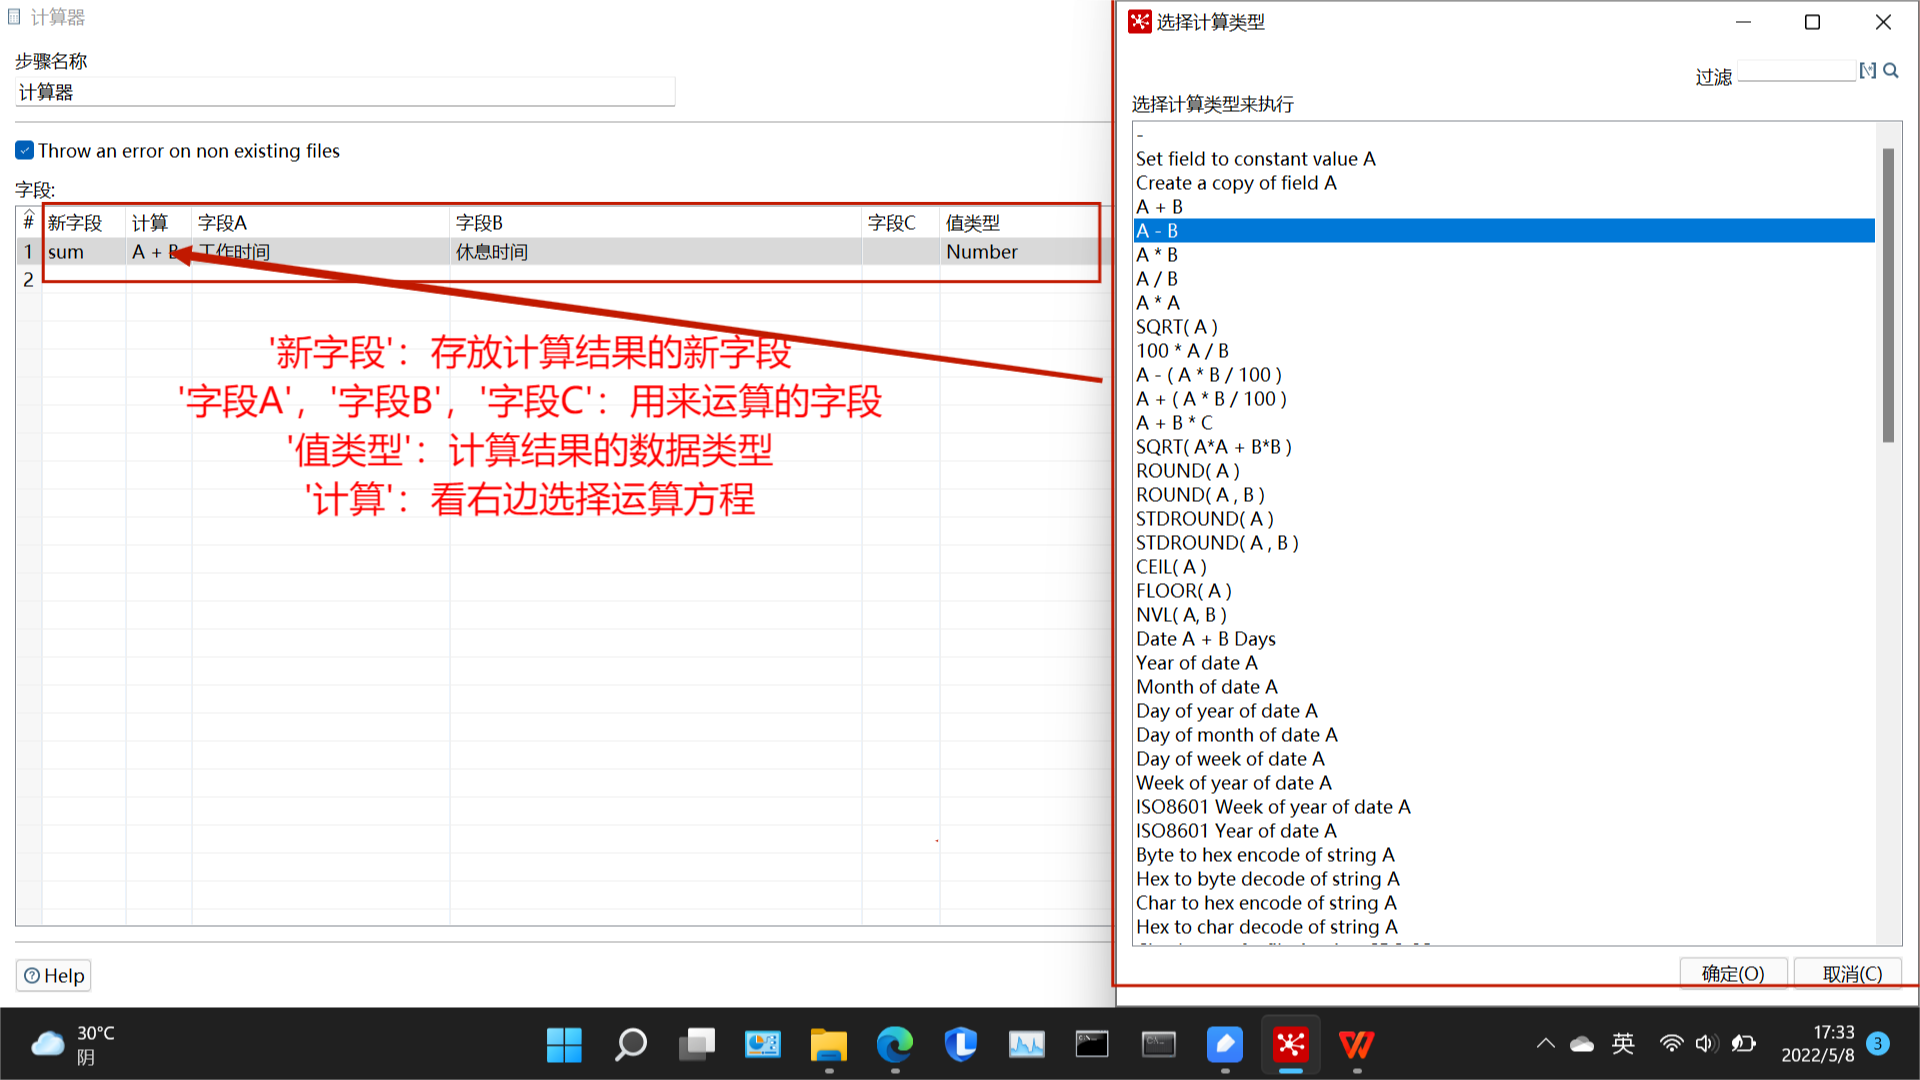 计算器
步骤名称
计算器
Throw an error on non existing files
字段:
# 新字段 计算 字段A 字段B 字段C 值类型
1 sum A + B 工作时间 休息时间 Number
2
'新字段'：存放计算结果的新字段
'字段A'，'字段B'，'字段C'：用来运算的字段
'值类型'：计算结果的数据类型
'计算'：看右边选择运算方程
Help
选择计算类型
过滤
选择计算类型来执行
-
Set field to constant value A
Create a copy of field A
A + B
A - B
A * B
A / B
A * A
SQRT( A )
100 * A / B
A - ( A * B / 100 )
A + ( A * B / 100 )
A + B * C
SQRT( A*A + B*B )
ROUND( A )
ROUND( A , B )
STDROUND( A )
STDROUND( A , B )
CEIL( A )
FLOOR( A )
NVL( A, B )
Date A + B Days
Year of date A
Month of date A
Day of year of date A
Day of month of date A
Day of week of date A
Week of year of date A
ISO8601 Week of year of date A
ISO8601 Year of date A
Byte to hex encode of string A
Hex to byte decode of string A
Char to hex encode of string A
Hex to char decode of string A
确定(O) 取消(C)
30°C
阴
英
17:33
2022/5/8
3